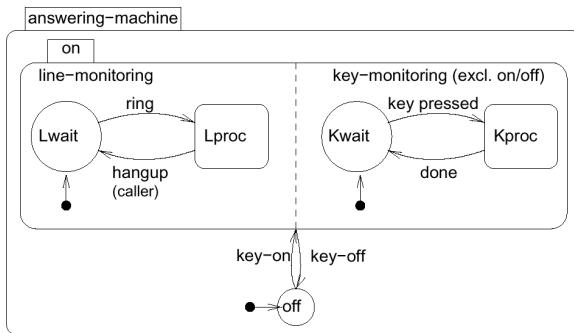 answering-machine
on
line-monitoring
key-monitoring (excl. on/off)
ring
key pressed
Lwait
Lproc
Kwait
Kproc
hangup
(caller)
done
key-on
key-off
off